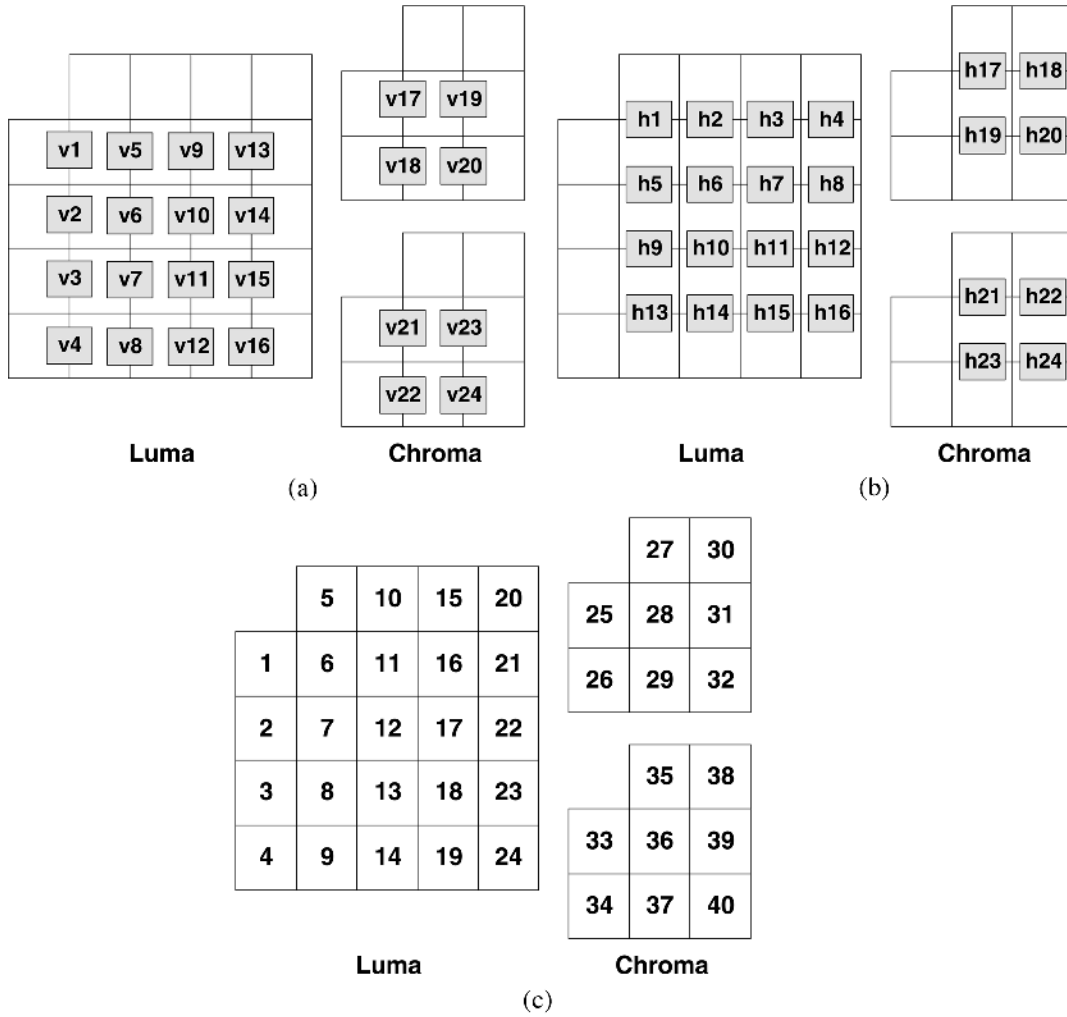 v17 v19
v1 v5 v9 v13
v18 v20
v2 v6 v10 v14
v3 v7 v11 v15
v21 v23
v4 v8 v12 v16
v22 v24
Luma Chroma
(a)
h17 h18
h1 h2 h3 h4
h19 h20
h5 h6 h7 h8
h9 h10 h11 h12
h21 h22
h13 h14 h15 h16
h23 h24
Luma Chroma
(b)
27 30
5 10 15 20
25 28 31
1 6 11 16 21
26 29 32
2 7 12 17 22
35 38
3 8 13 18 23
33 36 39
4 9 14 19 24
34 37 40
Luma Chroma
(c)